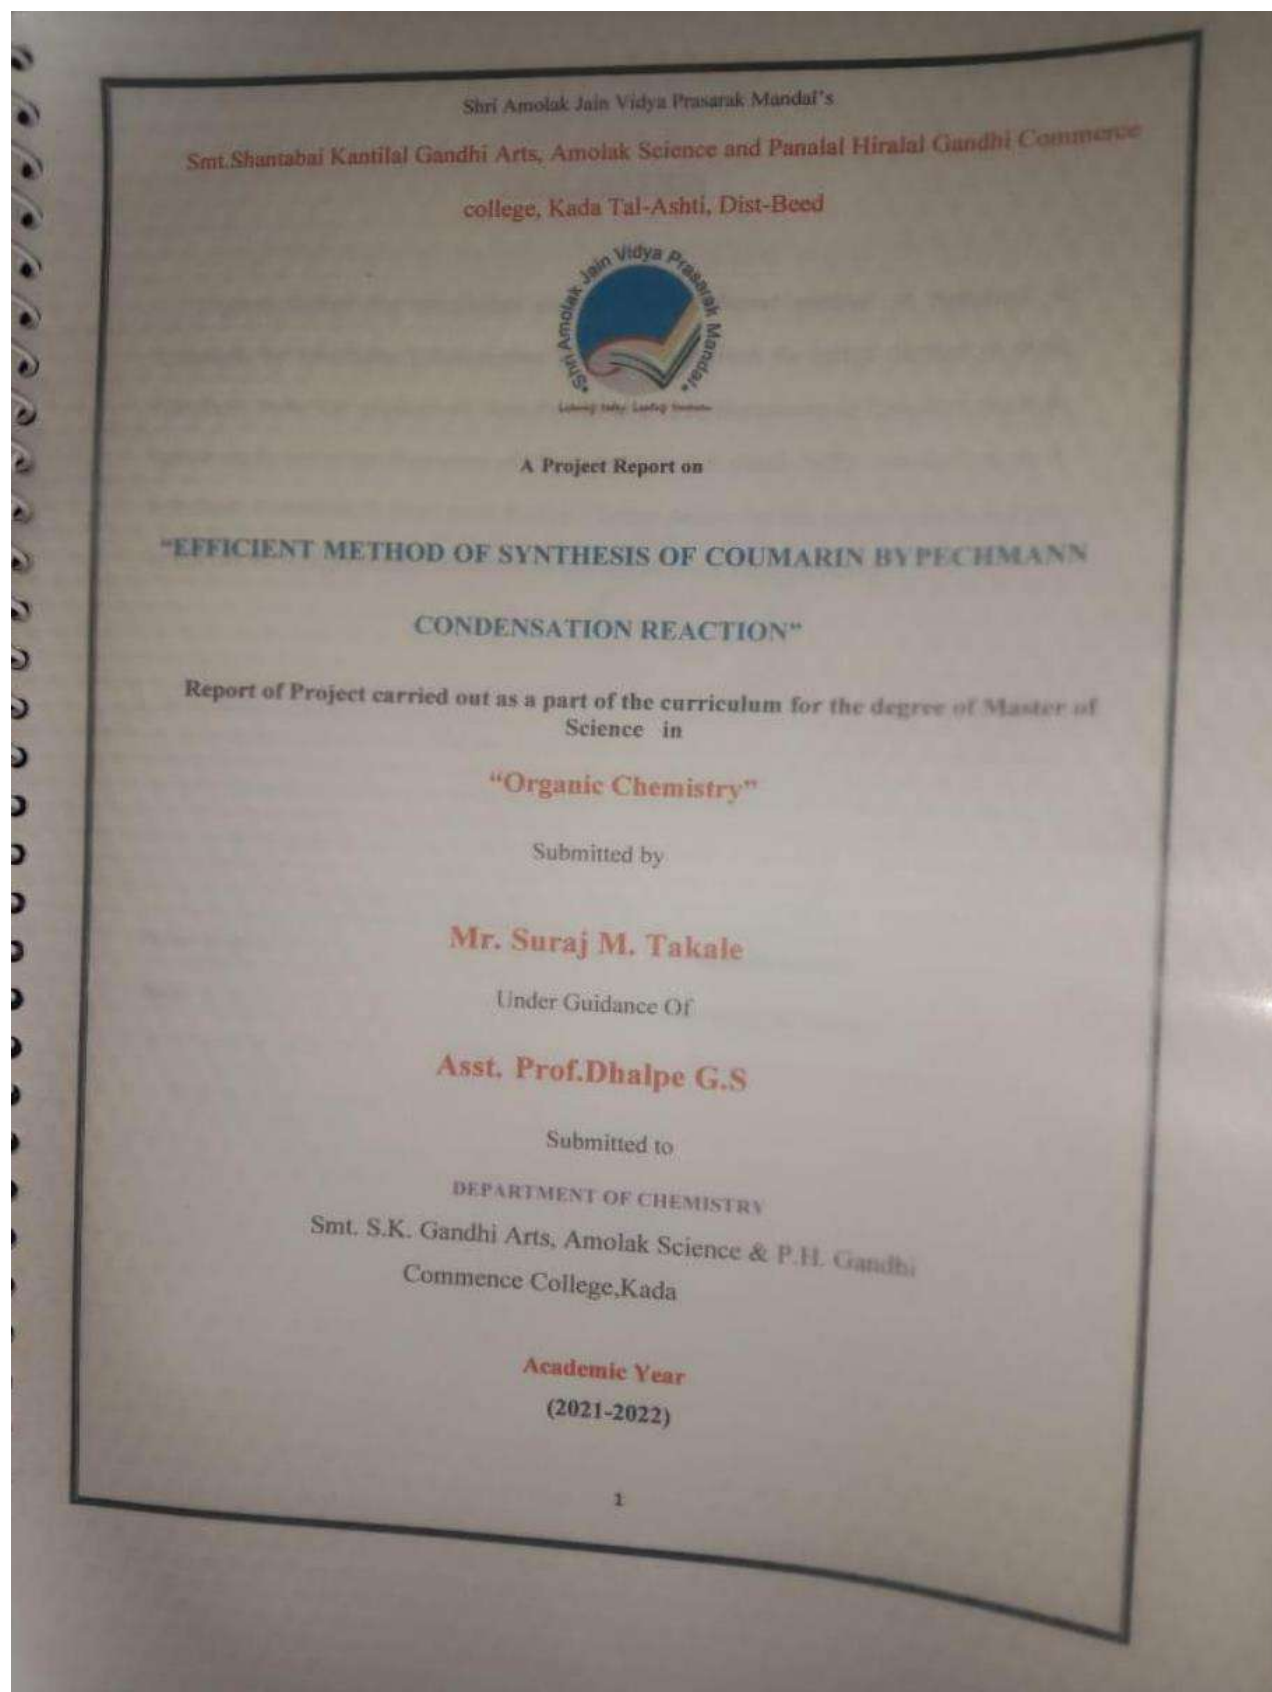 Shri Amolak Jain Vidya Prasarak Mandal's
Smt.Shantabai Kantilal Gandhi Arts, Amolak Science and Panalal Hiralal Gandhi Commerce
college, Kada Tal-Ashti, Dist-Beed
Shri Amolak Jain Vidya Prasarak Mandal
A Project Report on
"EFFICIENT METHOD OF SYNTHESIS OF COUMARIN BYPECHMANN
CONDENSATION REACTION"
Report of Project carried out as a part of the curriculum for the degree of Master of
Science in
"Organic Chemistry"
Submitted by
Mr. Suraj M. Takale
Under Guidance Of
Asst. Prof.Dhalpe G.S
Submitted to
DEPARTMENT OF CHEMISTRY
Smt. S.K. Gandhi Arts, Amolak Science & P.H. Gandhi
Commence College,Kada
Academic Year
(2021-2022)
1